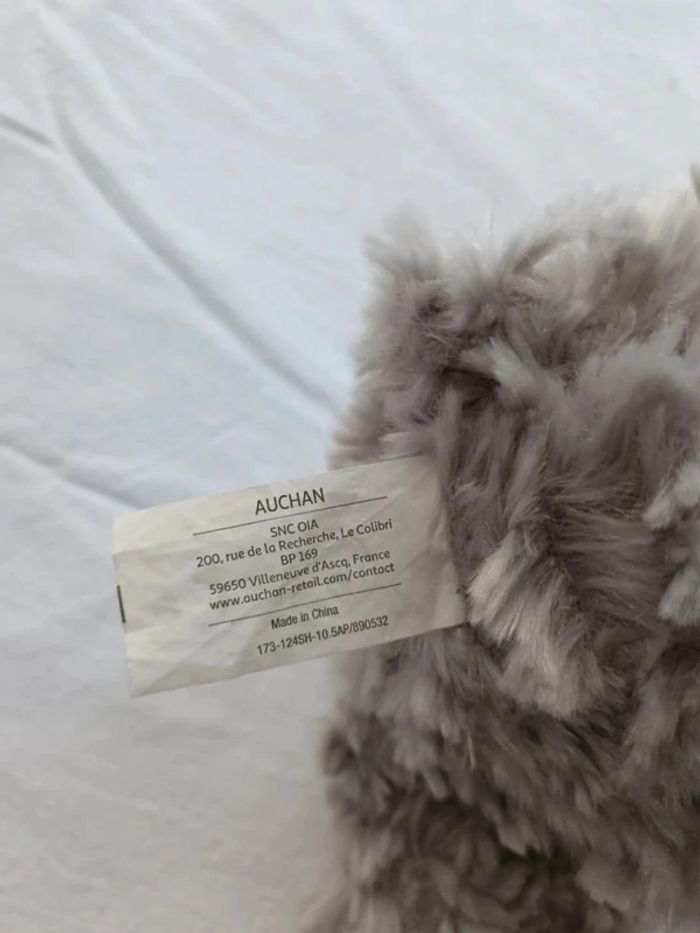 AUCHAN
SNC OIA
200, rue de la Recherche, Le Colibri
BP 169
59650 Villeneuve d'Ascq, France
www.auchan-retail.com/contact
Made in China
173-124SH-10.5AP/890532